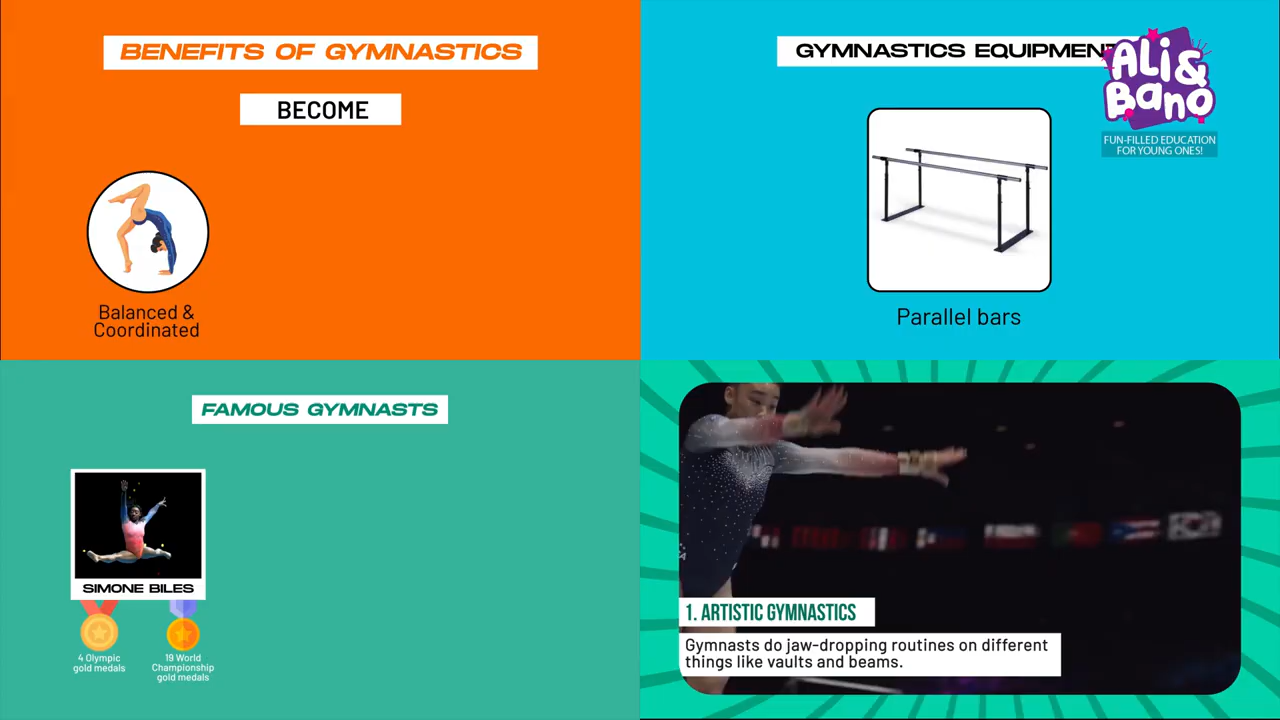 BENEFITS OF GYMNASTICS
BECOME
Balanced &
Coordinated
GYMNASTICS EQUIPMENT
Ali&
Bano
FUN-FILLED EDUCATION
FOR YOUNG ONES!
Parallel bars
FAMOUS GYMNASTS
SIMONE BILES
4 Olympic
gold medals
19 World
Championship
gold medals
1. ARTISTIC GYMNASTICS
Gymnasts do jaw-dropping routines on different
things like vaults and beams.